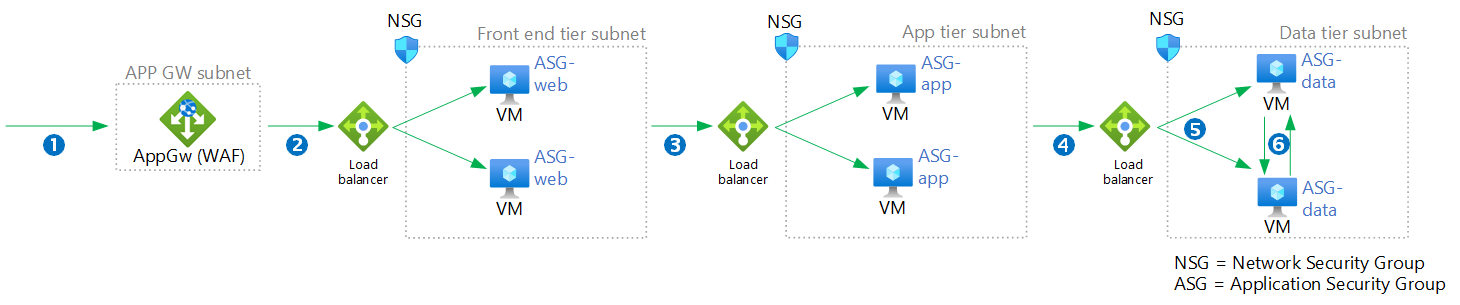 APP GW subnet
1
AppGw (WAF)
2
Load
balancer
NSG
Front end tier subnet
ASG-
web
VM
ASG-
web
VM
3
Load
balancer
NSG
App tier subnet
ASG-
app
VM
ASG-
app
VM
4
Load
balancer
NSG
Data tier subnet
ASG-
data
VM
5
6
ASG-
data
VM
NSG = Network Security Group
ASG = Application Security Group